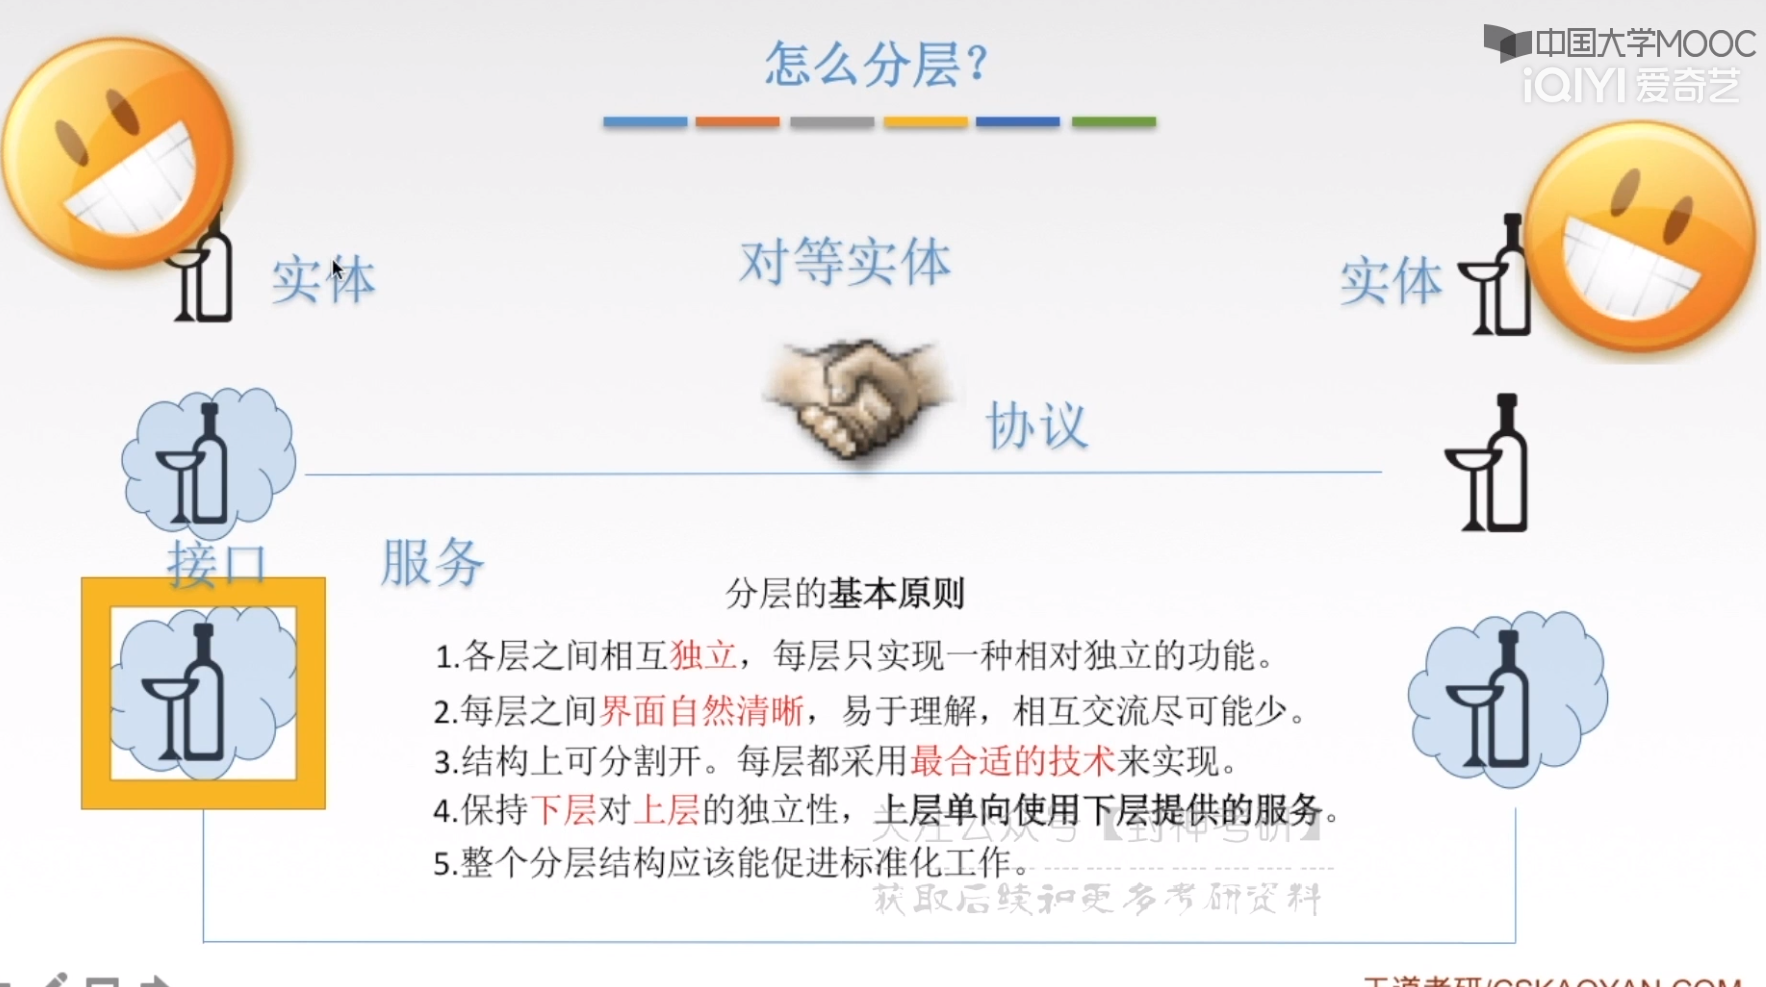 中国大学MOOC
iQIYI 爱奇艺
怎么分层？
实体
对等实体
实体
协议
接口
服务
分层的基本原则
1.各层之间相互独立，每层只实现一种相对独立的功能。
2.每层之间界面自然清晰，易于理解，相互交流尽可能少。
3.结构上可分割开。每层都采用最合适的技术来实现。
4.保持下层对上层的独立性，上层单向使用下层提供的服务。
关注公众号【封神考研】
5.整个分层结构应该能促进标准化工作。
获取后续和更多考研资料
王道考研/CSKAOYAN.COM